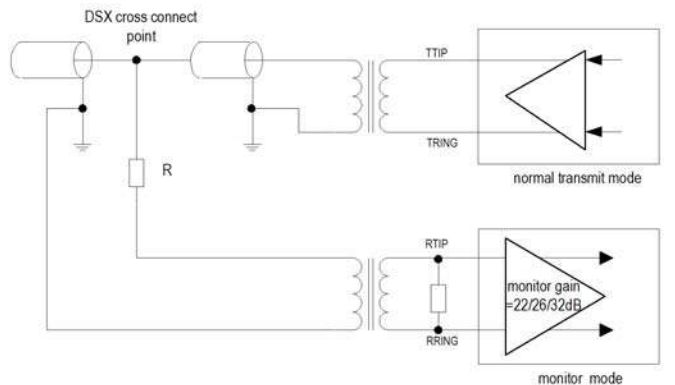 DSX cross connect
point
TTIP
TRING
normal transmit mode
R
RTIP
monitor gain
=22/26/32dB
RRING
monitor mode